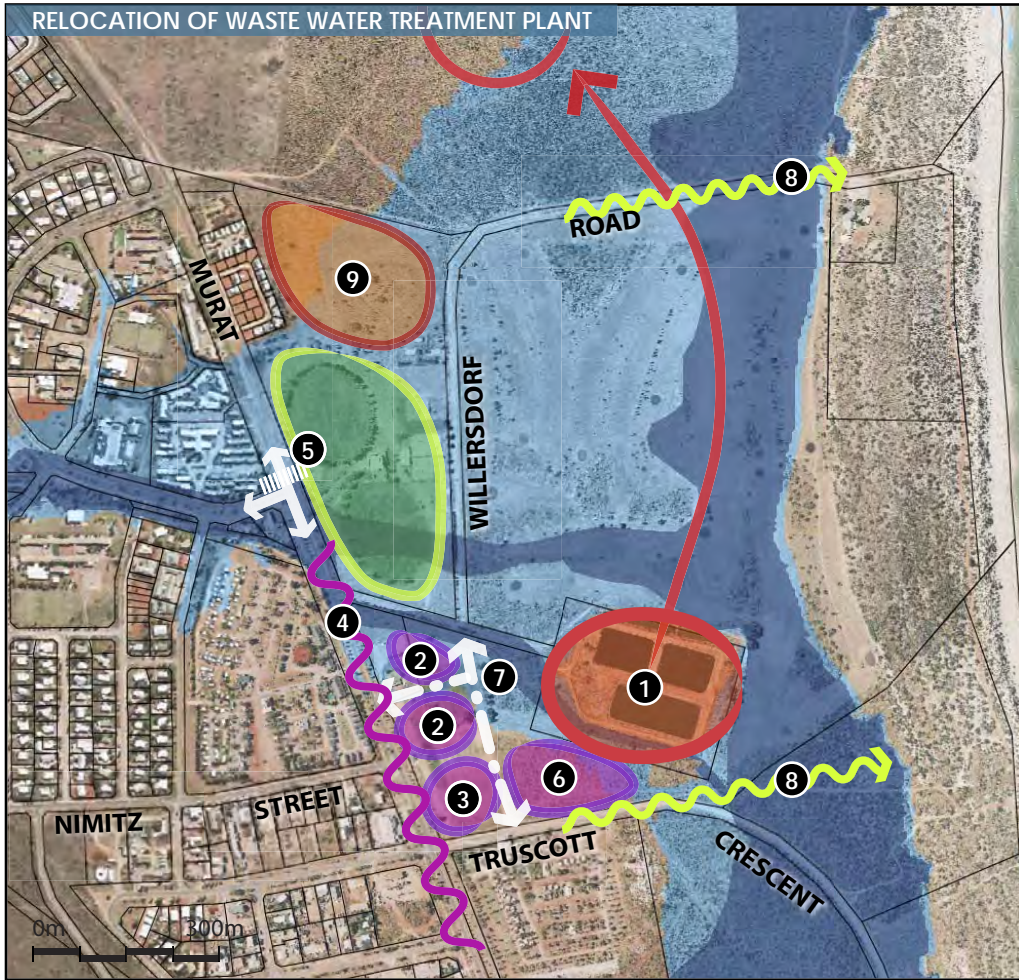 RELOCATION OF WASTE WATER TREATMENT PLANT
8
ROAD
MURAT
9
WILLERSDORF
5
4
2
7
1
2
6
8
3
STREET
NIMITZ
TRUSCOTT
CRESCENT
0m 300m